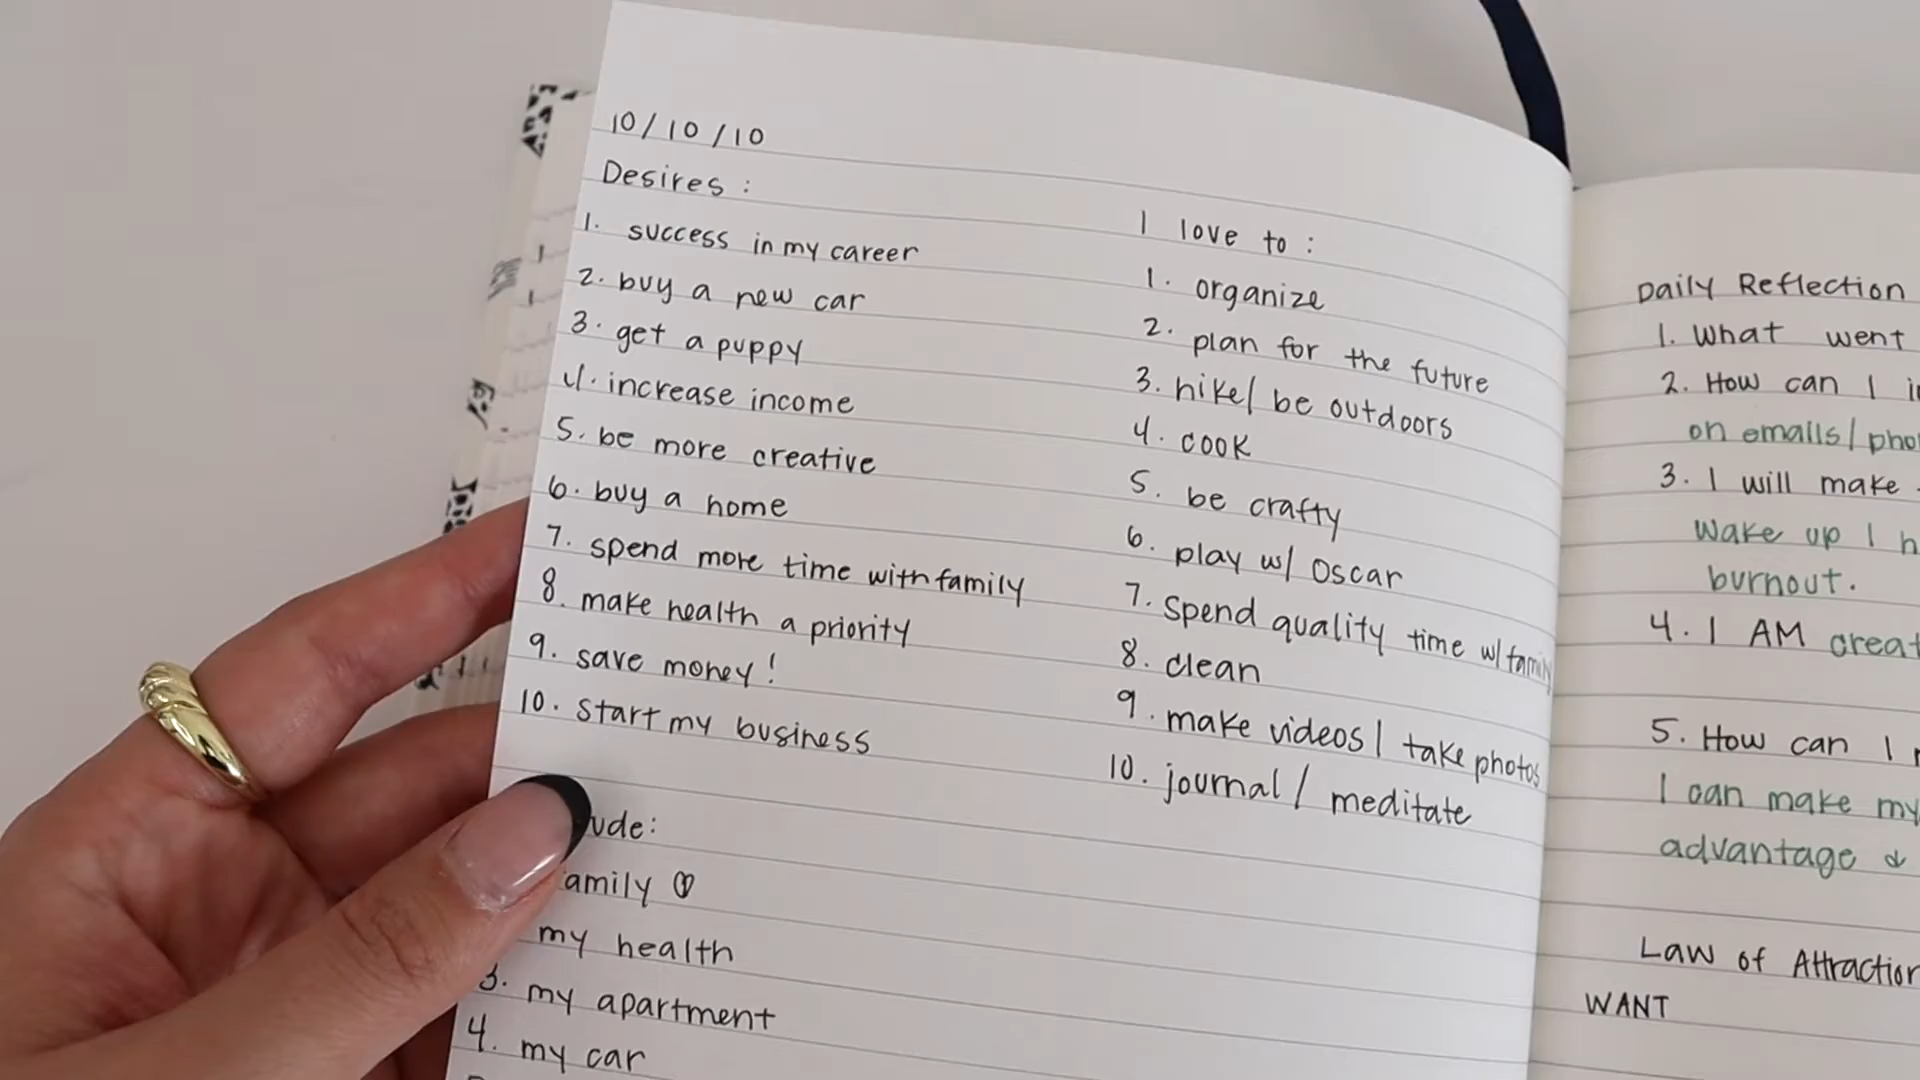 10/10/10
Desires:
1. success in my career
2. buy a new car
3. get a puppy
4. increase income
5. be more creative
6. buy a home
7. spend more time with family
8. make health a priority
9. save money!
10. start my business
I love to:
1. organize
2. plan for the future
3. hike/ be outdoors
4. cook
5. be crafty
6. play w/ Oscar
7. spend quality time w/ family
8. clean
9. make videos/ take photos
10. journal / meditate
ude:
amily ♡
my health
3. my apartment
4. my car
Daily Reflection
1. What went
2. How can I
on emails/
3. I will make
wake up I
burnout.
4. I AM
5. How can I
I can make my
advantage
Law of
WANT